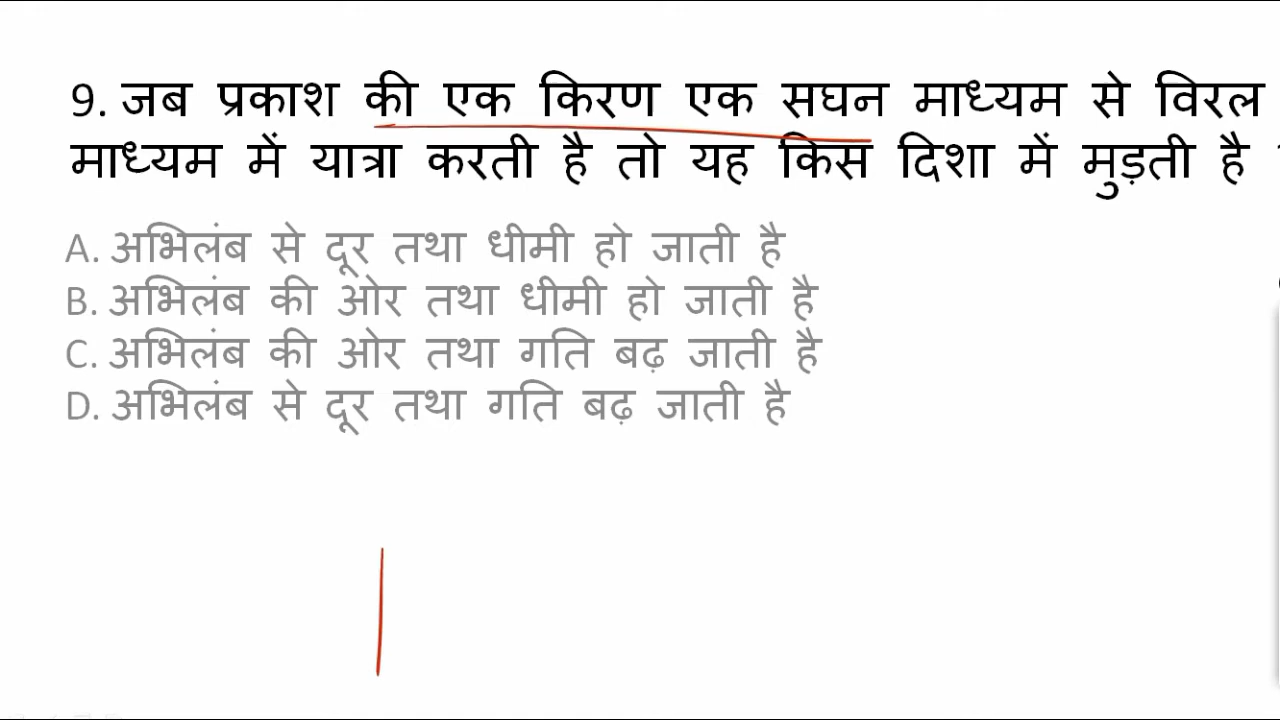 9. जब प्रकाश की एक किरण एक सघन माध्यम से विरल
माध्यम में यात्रा करती है तो यह किस दिशा में मुड़ती है
A. अभिलंब से दूर तथा धीमी हो जाती है
B. अभिलंब की ओर तथा धीमी हो जाती है
C. अभिलंब की ओर तथा गति बढ़ जाती है
D. अभिलंब से दूर तथा गति बढ़ जाती है